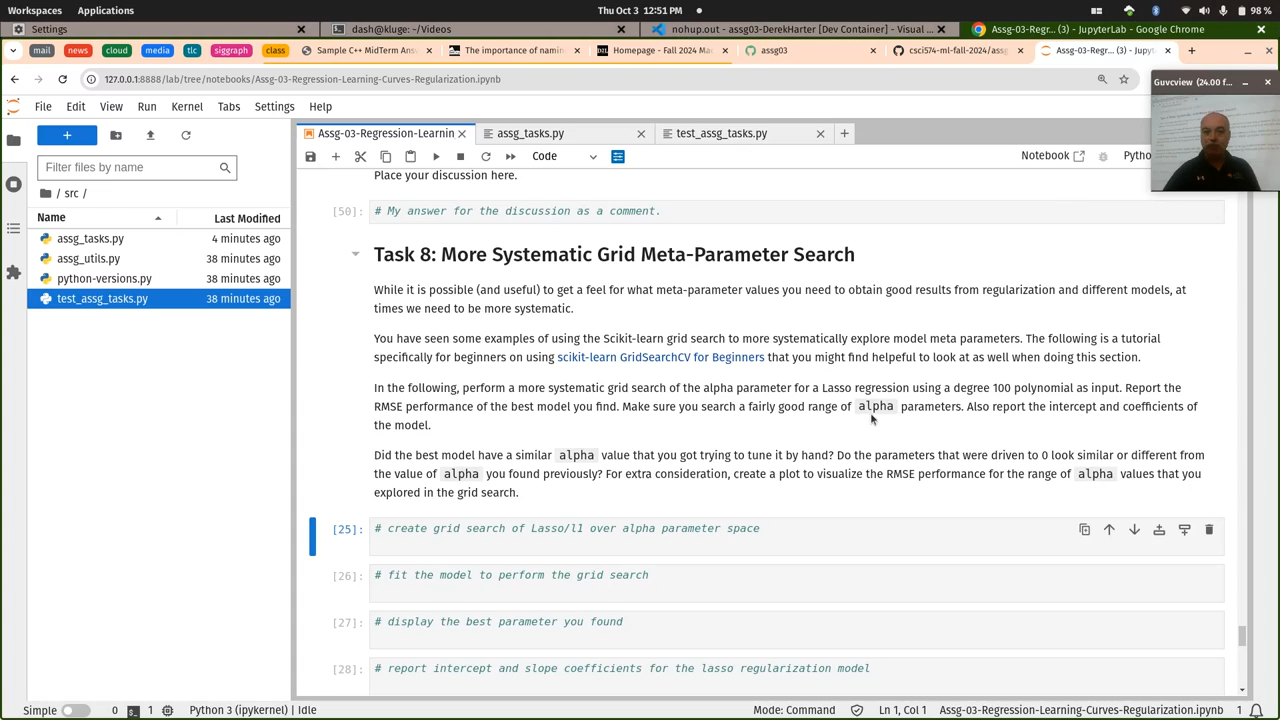 Workspaces Applications Thu Oct 3 12:51 PM 98 %
Settings dash@kluge: ~/Videos nohup.out - assg03-DerekHarter [Dev Container] - Visual ... Assg-03-Regr... (3) - JupyterLab - Google Chrome
mail news cloud media tlc siggraph class Sample C++ MidTerm An The importance of namin Homepage - Fall 2024 Ma assg03 csci574-ml-fall-2024/assg Assg-03-Reg... (3) - Jupyt
127.0.0.1:8888/lab/tree/notebooks/Assg-03-Regression-Learning-Curves-Regularization.ipynb
Guvcview (24.00 f...
File Edit View Run Kernel Tabs Settings Help
Assg-03-Regression-Learnin assg_tasks.py test_assg_tasks.py
Code Notebook Pytho
Filter files by name
/ src /
Name Last Modified
assg_tasks.py 4 minutes ago
assg_utils.py 38 minutes ago
python-versions.py 38 minutes ago
test_assg_tasks.py 38 minutes ago
Place your discussion here.
[50]: # My answer for the discussion as a comment.
Task 8: More Systematic Grid Meta-Parameter Search
While it is possible (and useful) to get a feel for what meta-parameter values you need to obtain good results from regularization and different models, at
times we need to be more systematic.
You have seen some examples of using the Scikit-learn grid search to more systematically explore model meta parameters. The following is a tutorial
specifically for beginners on using scikit-learn GridSearchCV for Beginners that you might find helpful to look at as well when doing this section.
In the following, perform a more systematic grid search of the alpha parameter for a Lasso regression using a degree 100 polynomial as input. Report the
RMSE performance of the best model you find. Make sure you search a fairly good range of alpha parameters. Also report the intercept and coefficients of
the model.
Did the best model have a similar alpha value that you got trying to tune it by hand? Do the parameters that were driven to 0 look similar or different from
the value of alpha you found previously? For extra consideration, create a plot to visualize the RMSE performance for the range of alpha values that you
explored in the grid search.
[25]: # create grid search of Lasso/l1 over alpha parameter space
[26]: # fit the model to perform the grid search
[27]: # display the best parameter you found
[28]: # report intercept and slope coefficients for the lasso regularization model
Simple 0 1 Python 3 (ipykernel) | Idle Mode: Command Ln 1, Col 1 Assg-03-Regression-Learning-Curves-Regularization.ipynb 1